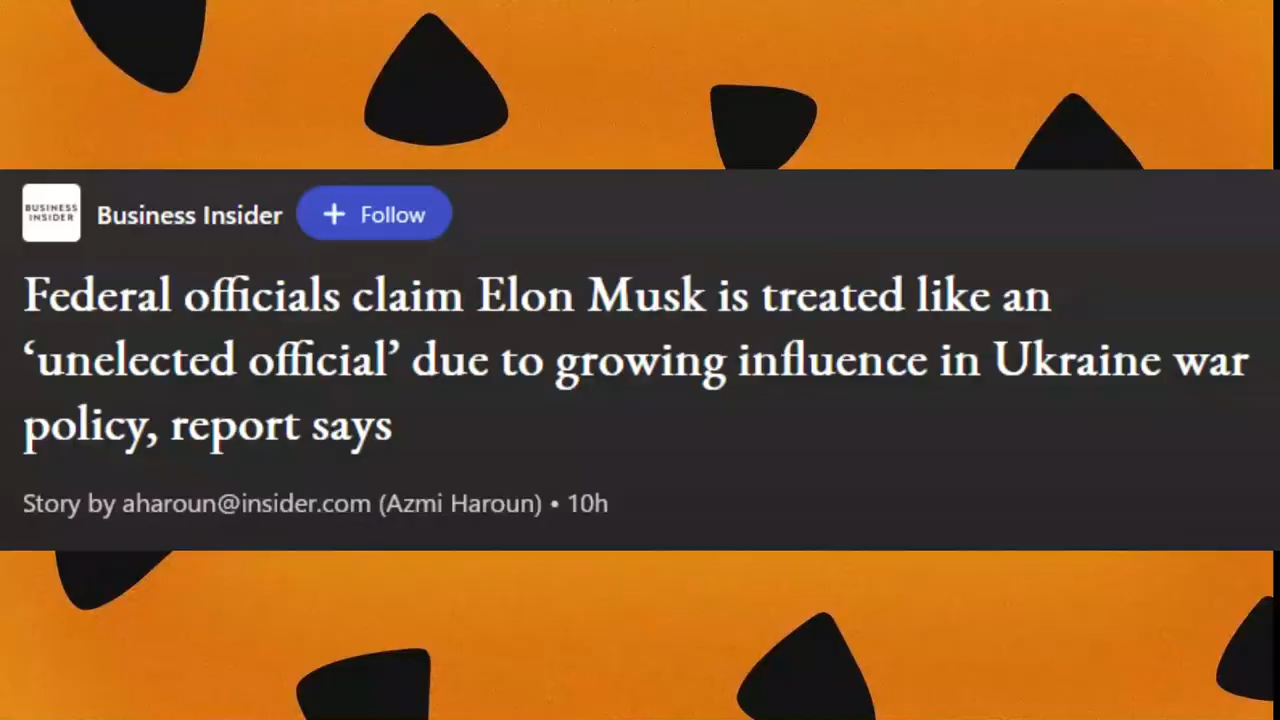 BUSINESS
INSIDER
Business Insider
+ Follow
Federal officials claim Elon Musk is treated like an
‘unelected official’ due to growing influence in Ukraine war
policy, report says
Story by aharoun@insider.com (Azmi Haroun) • 10h